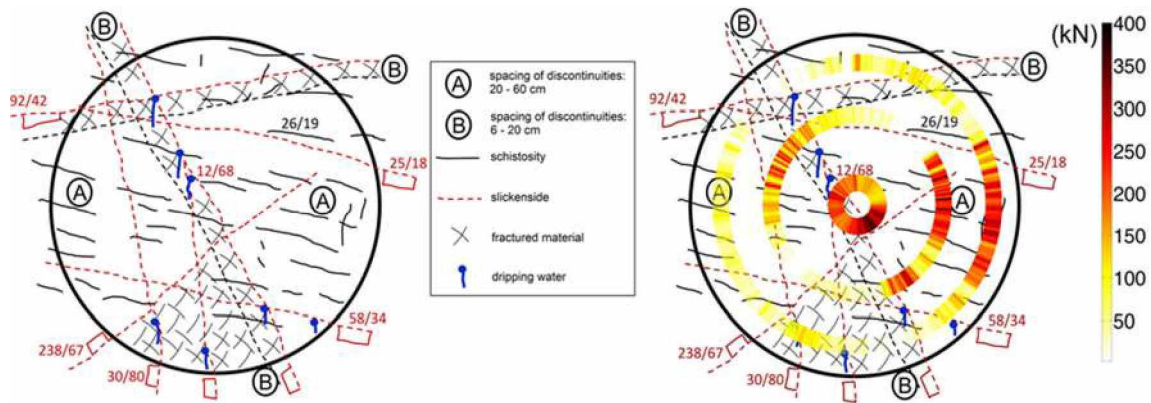 B
B
92/42
26/19
25/18
12/68
A
A
58/34
238/67
30/80
B
A
spacing of discontinuities:
20 - 60 cm
B
spacing of discontinuities:
6 - 20 cm
schistosity
slickenside
fractured material
dripping water
B
B
92/42
26/19
25/18
12/68
A
A
58/34
238/67
30/80
B
(kN)
400
350
300
250
200
150
100
50